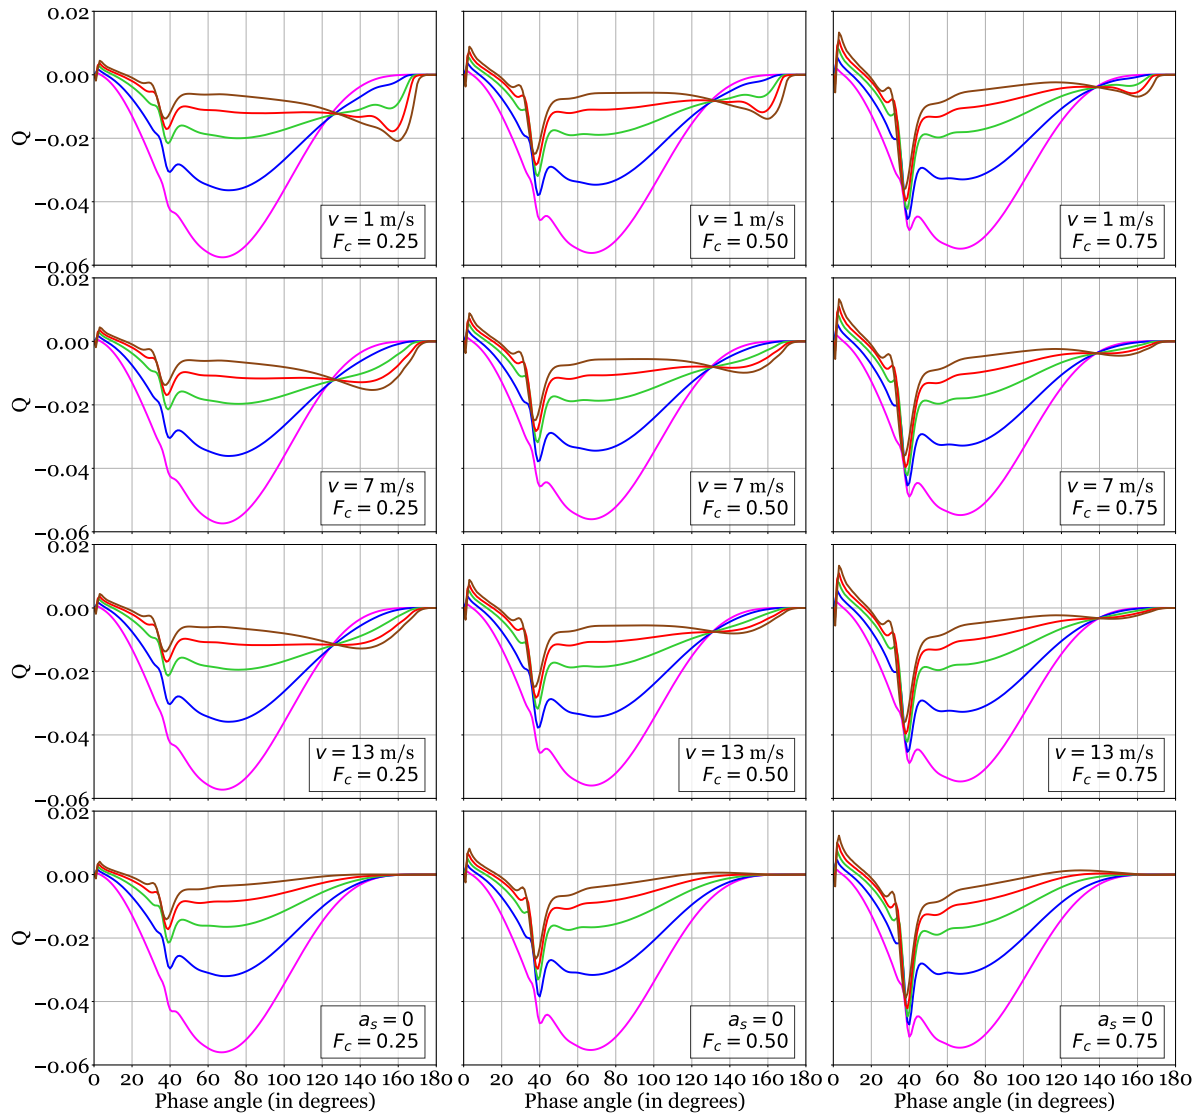 0.02
0.00
−0.02
−0.04
−0.06
Q
v = 1 m/s
F_c = 0.25
v = 1 m/s
F_c = 0.50
v = 1 m/s
F_c = 0.75
0.02
0.00
−0.02
−0.04
−0.06
Q
v = 7 m/s
F_c = 0.25
v = 7 m/s
F_c = 0.50
v = 7 m/s
F_c = 0.75
0.02
0.00
−0.02
−0.04
−0.06
Q
v = 13 m/s
F_c = 0.25
v = 13 m/s
F_c = 0.50
v = 13 m/s
F_c = 0.75
0.02
0.00
−0.02
−0.04
−0.06
Q
a_s = 0
F_c = 0.25
a_s = 0
F_c = 0.50
a_s = 0
F_c = 0.75
0 20 40 60 80 100 120 140 160 180
0 20 40 60 80 100 120 140 160 180
0 20 40 60 80 100 120 140 160 180
Phase angle (in degrees)
Phase angle (in degrees)
Phase angle (in degrees)